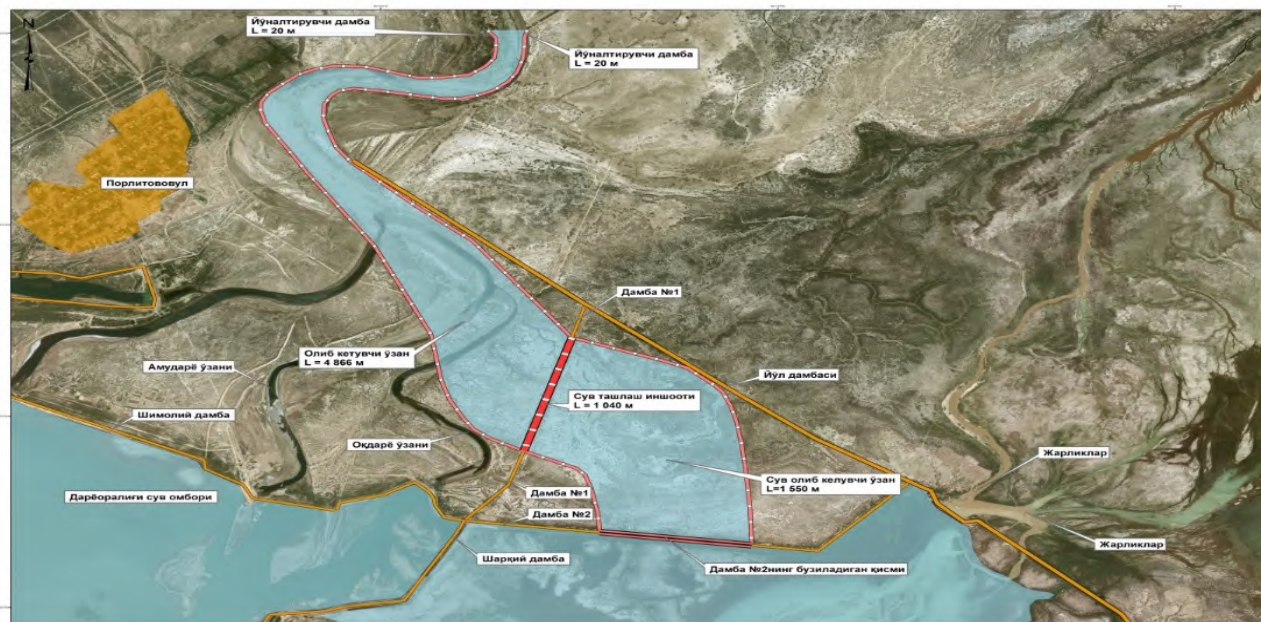 N
Йўналтирувчи дамба
L = 20 м
Йўналтирувчи дамба
L = 20 м
Порлитововул
Дамба №1
Олиб кетувчи ўзан
L = 4 866 м
Амударё ўзани
Йўл дамбаси
Сув ташлаш иншооти
L = 1 040 м
Шимолий дамба
Оқдарё ўзани
Жарликлар
Сув олиб келувчи ўзан
L=1 550 м
Дарёоралиғи сув омбори
Дамба №1
Дамба №2
Жарликлар
Шарқий дамба
Дамба №2нинг бузиладиган қисми